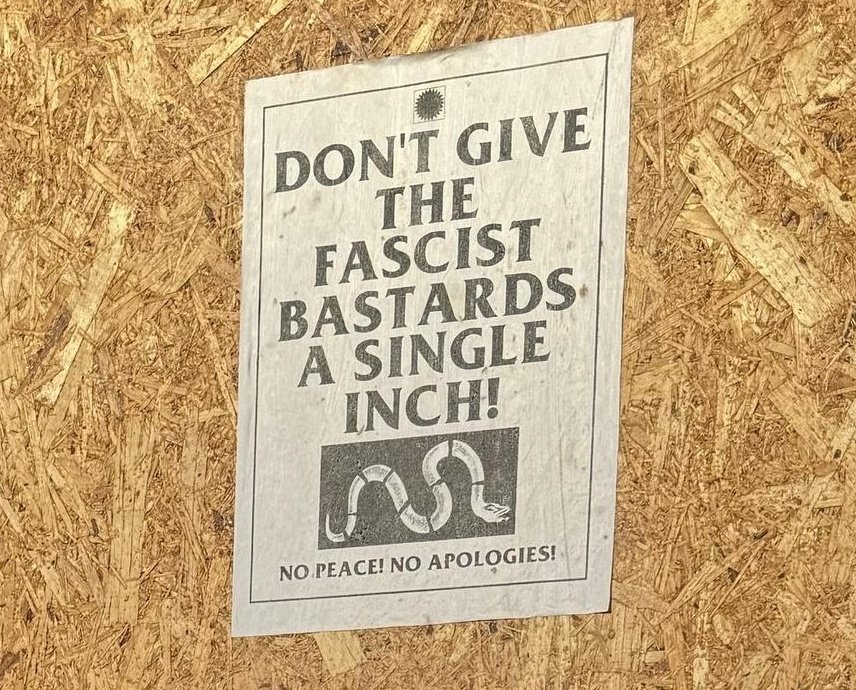 DON'T GIVE
THE
FASCIST
BASTARDS
A SINGLE
INCH!
NO PEACE! NO APOLOGIES!